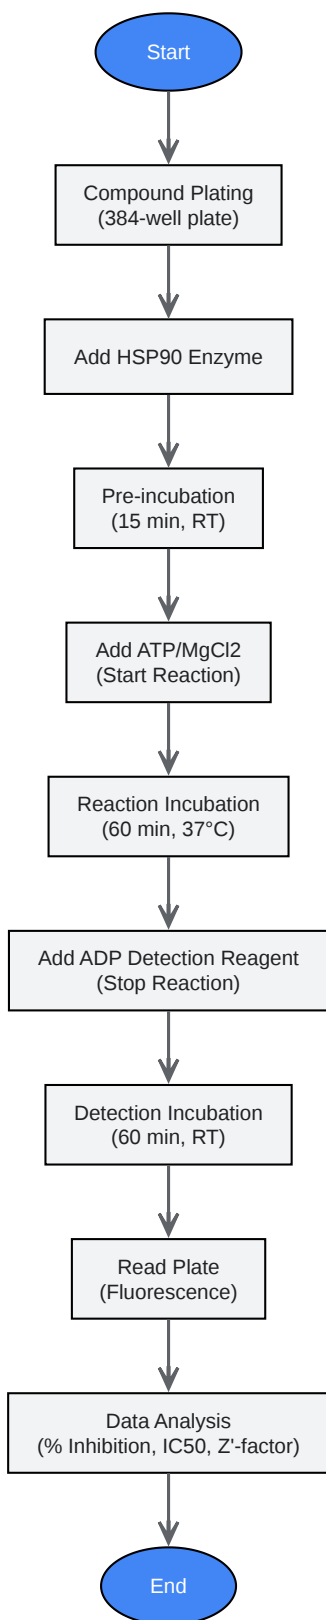 Start
Compound Plating
(384-well plate)
Add HSP90 Enzyme
Pre-incubation
(15 min, RT)
Add ATP/MgCl2
(Start Reaction)
Reaction Incubation
(60 min, 37°C)
Add ADP Detection Reagent
(Stop Reaction)
Detection Incubation
(60 min, RT)
Read Plate
(Fluorescence)
Data Analysis
(% Inhibition, IC50, Z'-factor)
End